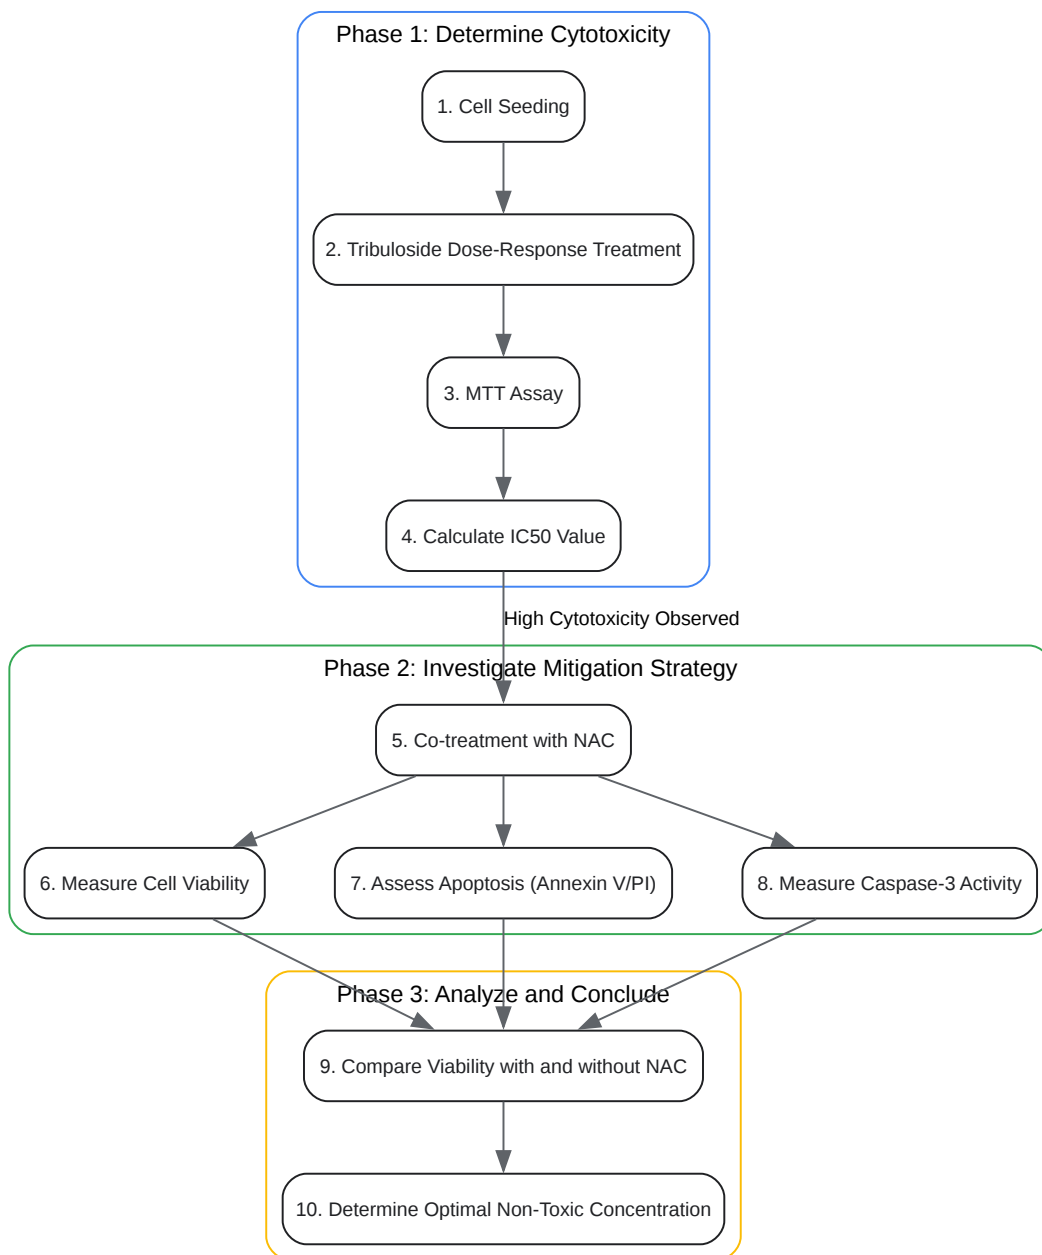 Phase 1: Determine Cytotoxicity
1. Cell Seeding
2. Tribuloside Dose-Response Treatment
3. MTT Assay
4. Calculate IC50 Value
High Cytotoxicity Observed
Phase 2: Investigate Mitigation Strategy
5. Co-treatment with NAC
6. Measure Cell Viability
7. Assess Apoptosis (Annexin V/PI)
8. Measure Caspase-3 Activity
Phase 3: Analyze and Conclude
9. Compare Viability with and without NAC
10. Determine Optimal Non-Toxic Concentration